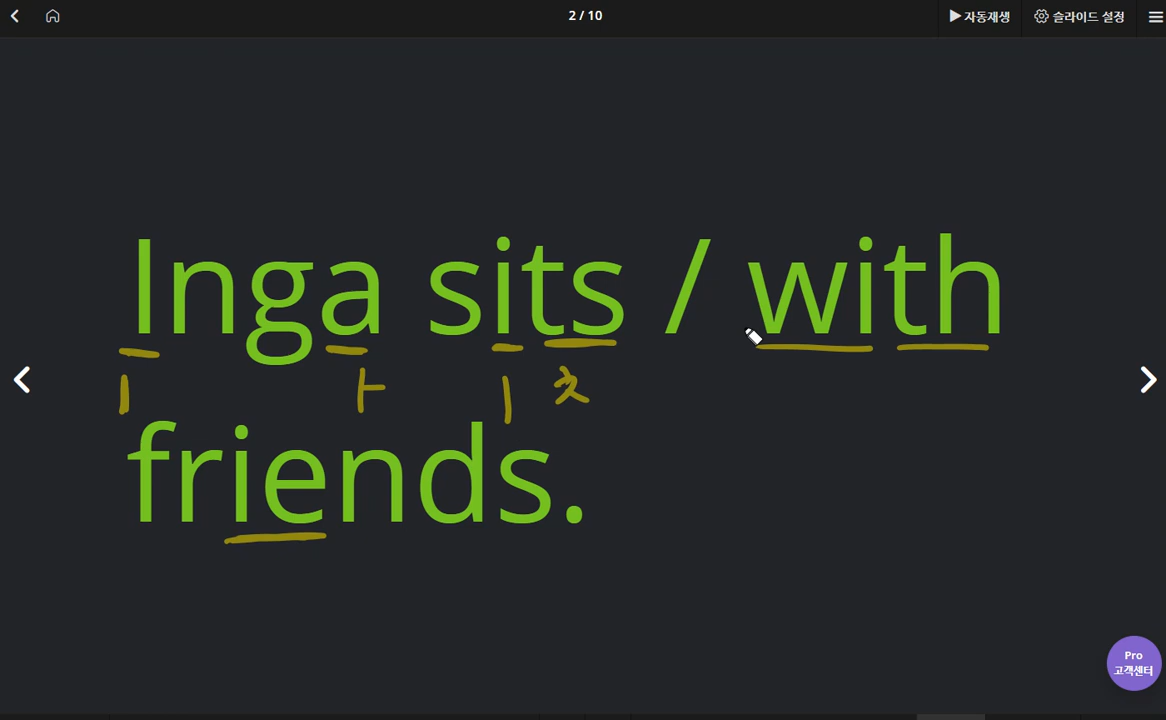 2 / 10
자동재생
슬라이드 설정
Inga sits / with
ㅣ ㅏ ㅣ ㅊ
friends.
Pro
고객센터